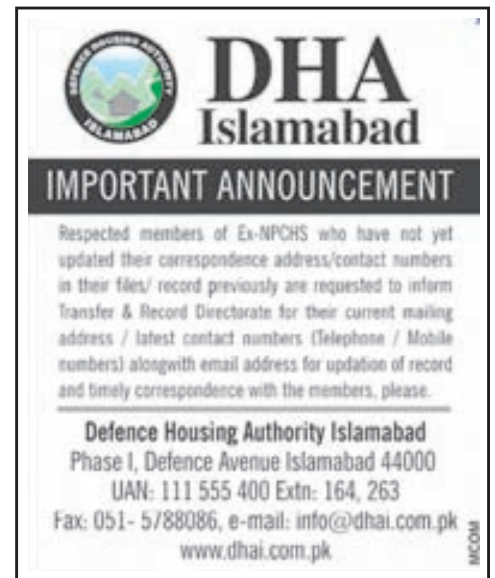 DEFENCE HOUSING AUTHORITY
ISLAMABAD
DHA
Islamabad
IMPORTANT ANNOUNCEMENT
Respected members of Ex-NPCHS who have not yet
updated their correspondence address/contact numbers
in their files/ record previously are requested to inform
Transfer & Record Directorate for their current mailing
address / latest contact numbers (Telephone / Mobile
numbers) alongwith email address for updation of record
and timely correspondence with the members, please.
Defence Housing Authority Islamabad
Phase I, Defence Avenue Islamabad 44000
UAN: 111 555 400 Extn: 164, 263
Fax: 051- 5788086, e-mail: info@dhai.com.pk
www.dhai.com.pk
MCOM